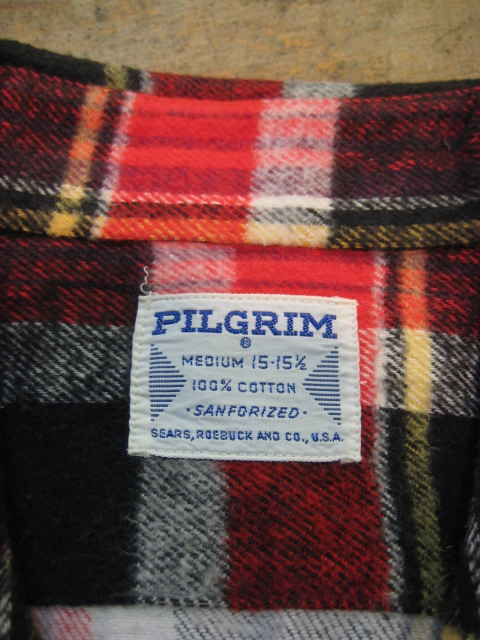 PILGRIM
®
MEDIUM 15-15½
100% COTTON
·SANFORIZED·
SEARS, ROEBUCK AND CO., U.S.A.